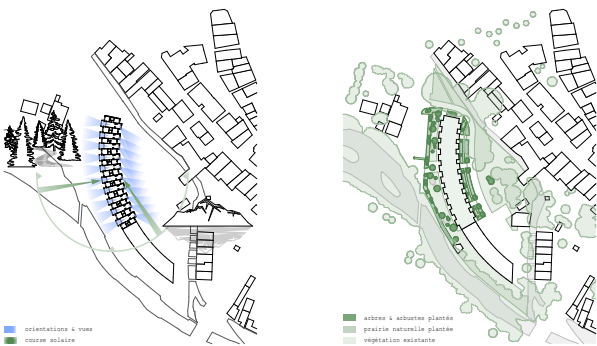 orientations & vues
course solaire
arbres & arbustes plantés
prairie naturelle plantée
végétation existante